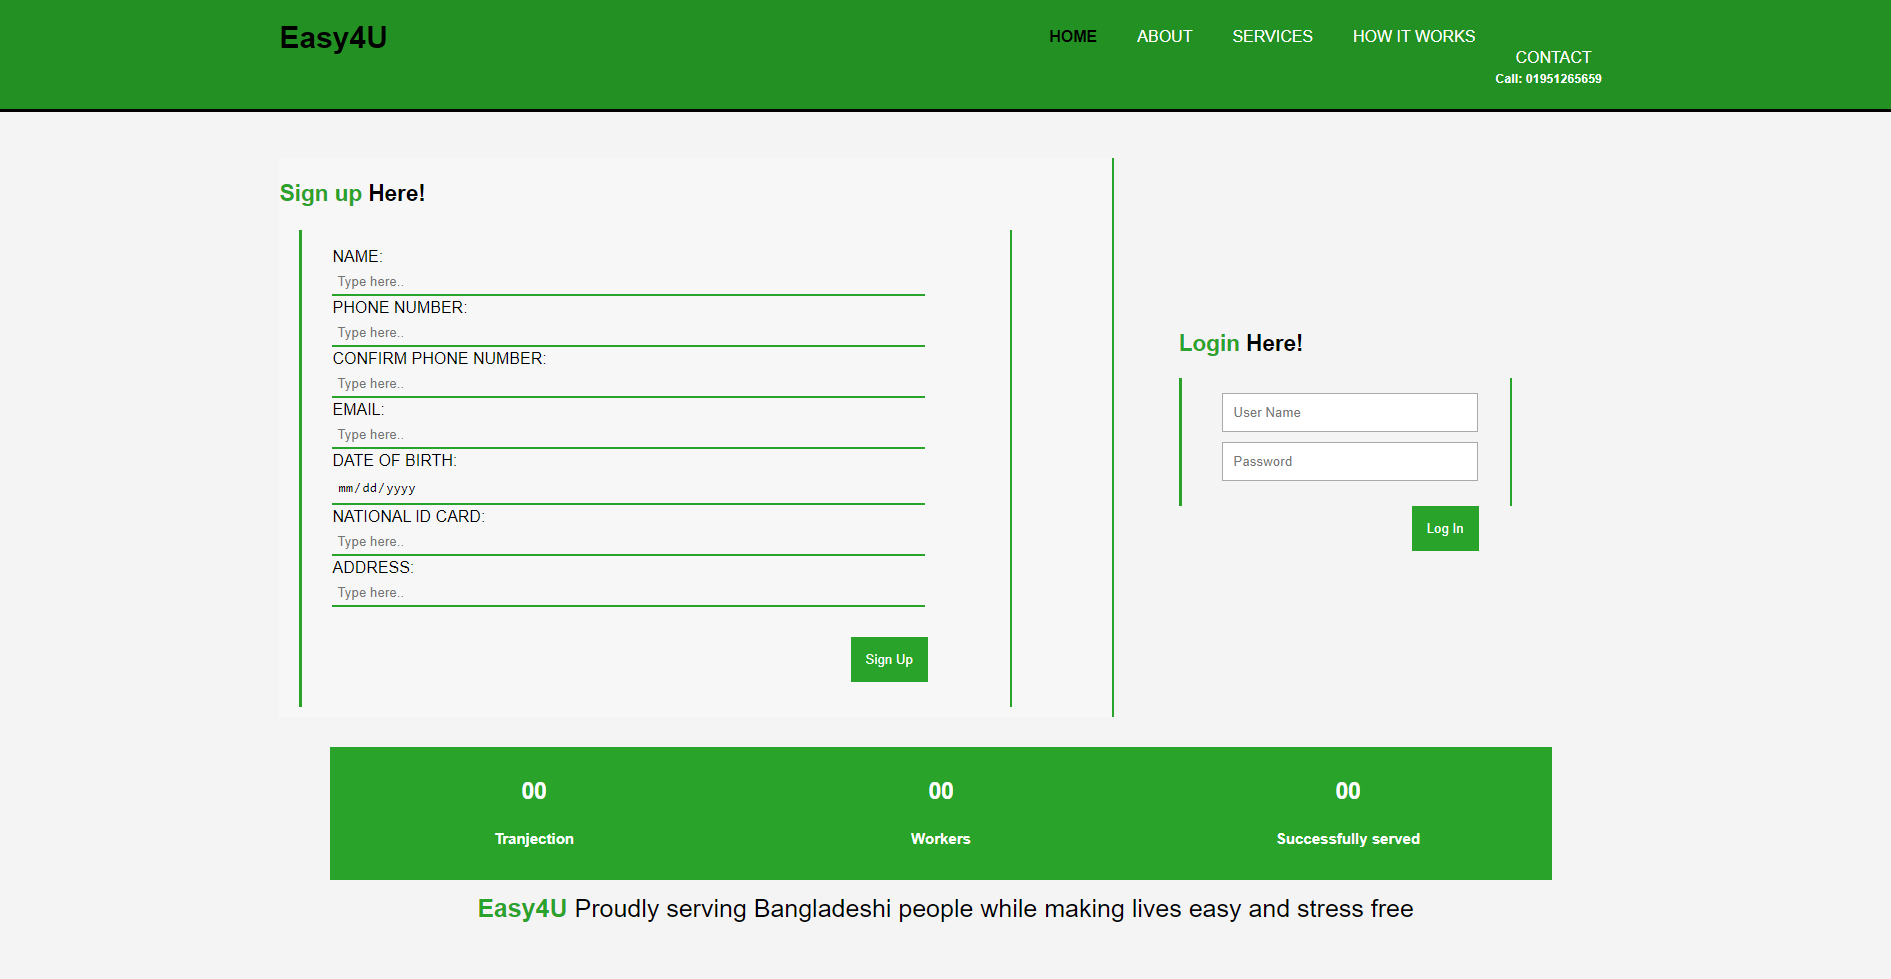 Easy4U
HOME ABOUT SERVICES HOW IT WORKS
CONTACT
Call: 01951265659
Sign up Here!
NAME:
Type here..
PHONE NUMBER:
Type here..
CONFIRM PHONE NUMBER:
Type here..
EMAIL:
Type here..
DATE OF BIRTH:
mm/dd/yyyy
NATIONAL ID CARD:
Type here..
ADDRESS:
Type here..
Sign Up
Login Here!
User Name
Password
Log In
00 00 00
Tranjection Workers Successfully served
Easy4U Proudly serving Bangladeshi people while making lives easy and stress free